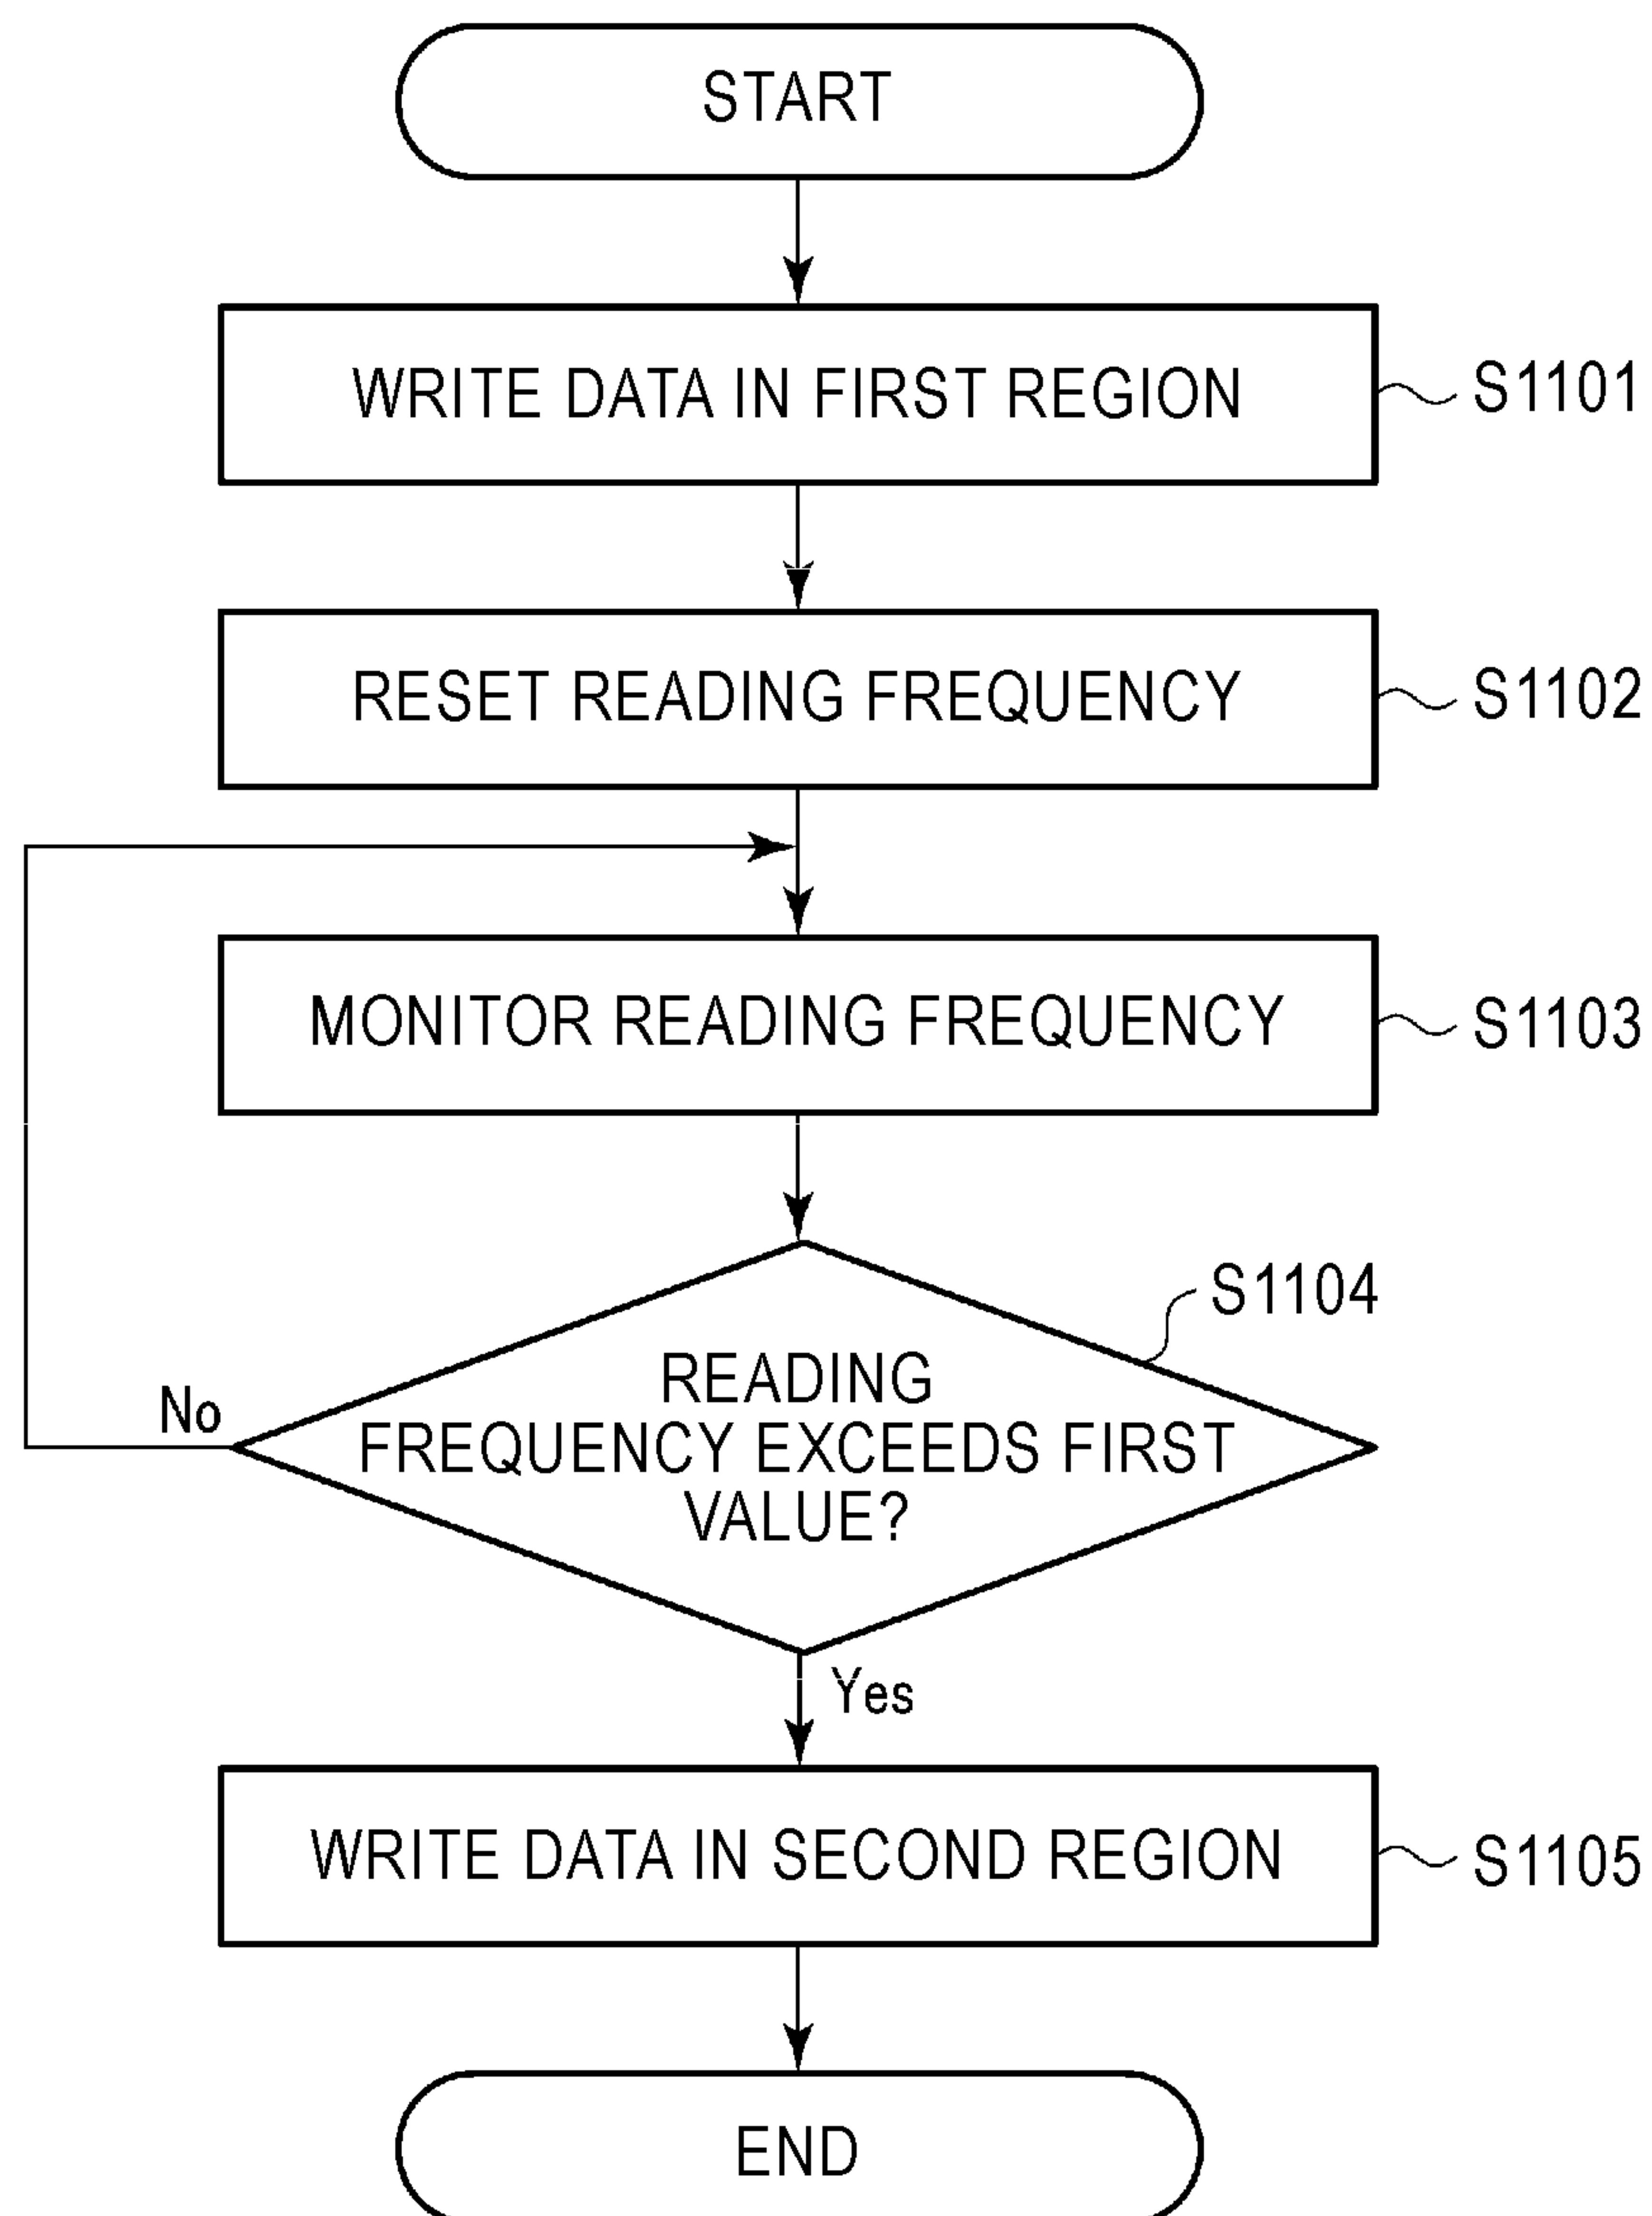 START
WRITE DATA IN FIRST REGION
S1101
RESET READING FREQUENCY
S1102
MONITOR READING FREQUENCY
S1103
S1104
READING
FREQUENCY EXCEEDS FIRST
VALUE?
No
Yes
WRITE DATA IN SECOND REGION
S1105
END